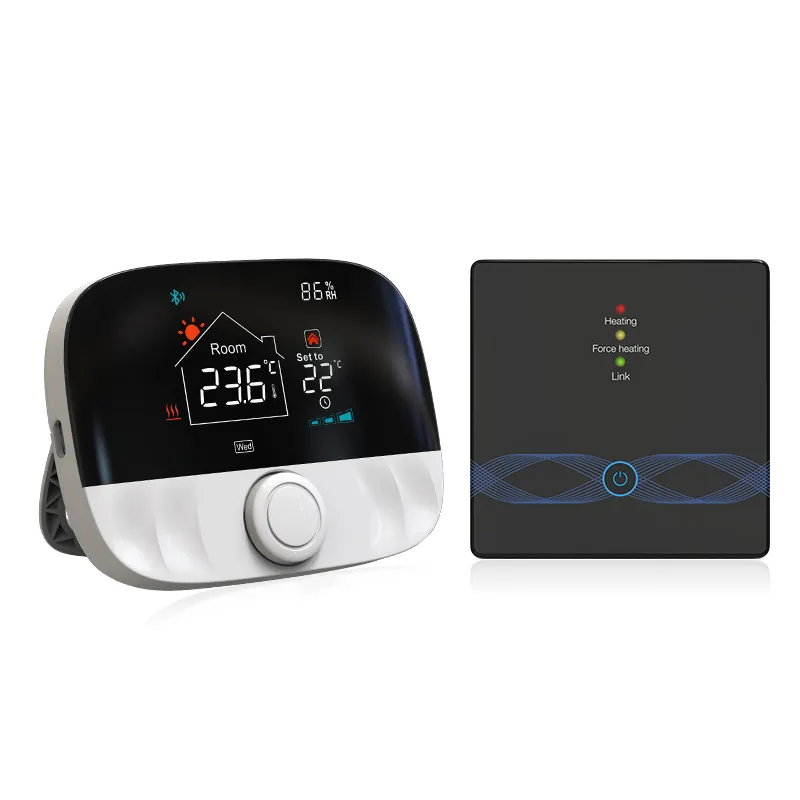 86 % RH
Room
23.6 °C
Set to
22 °C
Wed
Heating
Force heating
Link